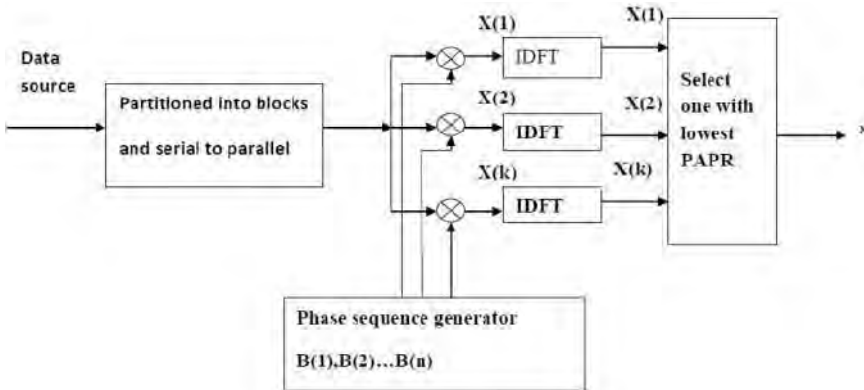 Data
source
Partitioned into blocks
and serial to parallel
X(1)
IDFT
X(1)
X(2)
IDFT
X(2)
X(k)
IDFT
X(k)
Select
one with
lowest
PAPR
Phase sequence generator
B(1),B(2)...B(n)